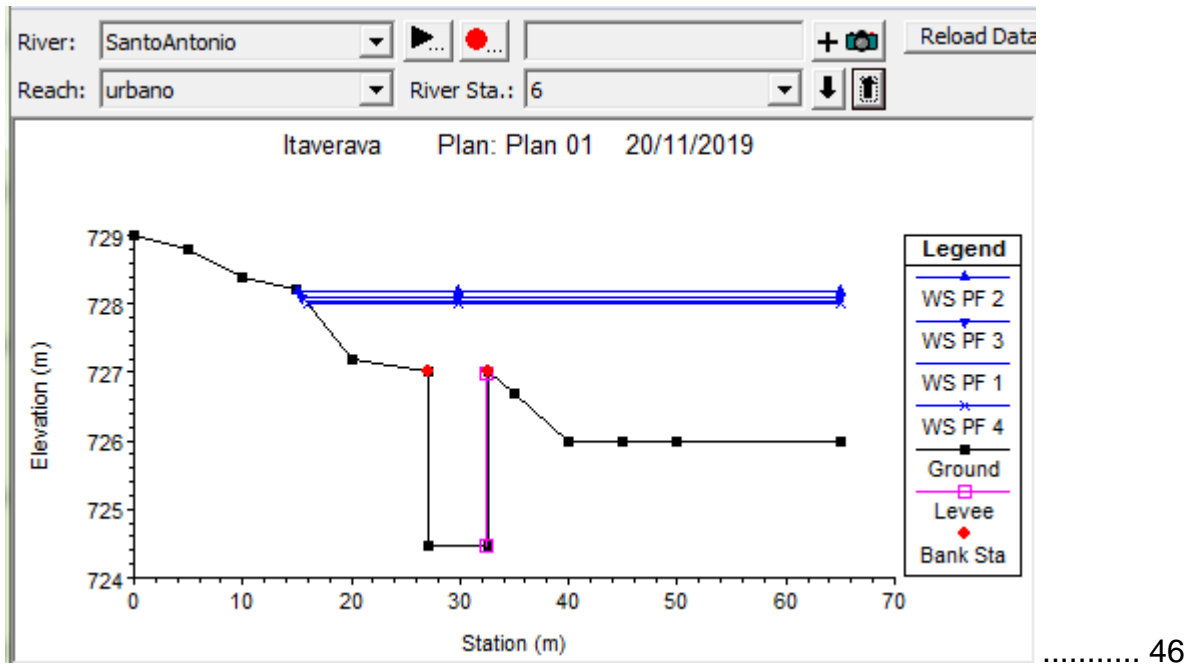 River: SantoAntonio Reload Data
Reach: urbano River Sta.: 6
Itaverava Plan: Plan 01 20/11/2019
729
728
727
726
725
724
Elevation (m)
0 10 20 30 40 50 60 70
Station (m)
Legend
WS PF 2
WS PF 3
WS PF 1
WS PF 4
Ground
Levee
Bank Sta
........... 46